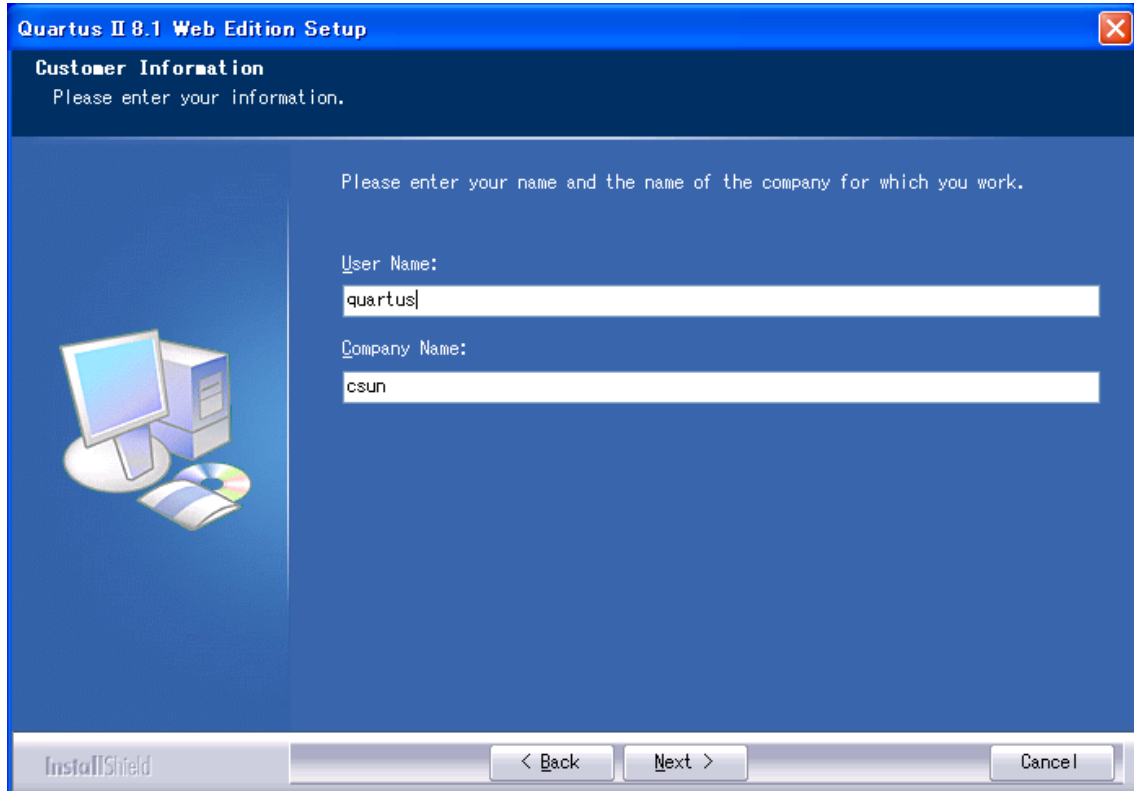 Quartus II 8.1 Web Edition Setup
Customer Information
Please enter your information.
Please enter your name and the name of the company for which you work.
User Name:
quartus
Company Name:
csun
InstallShield
< Back
Next >
Cancel